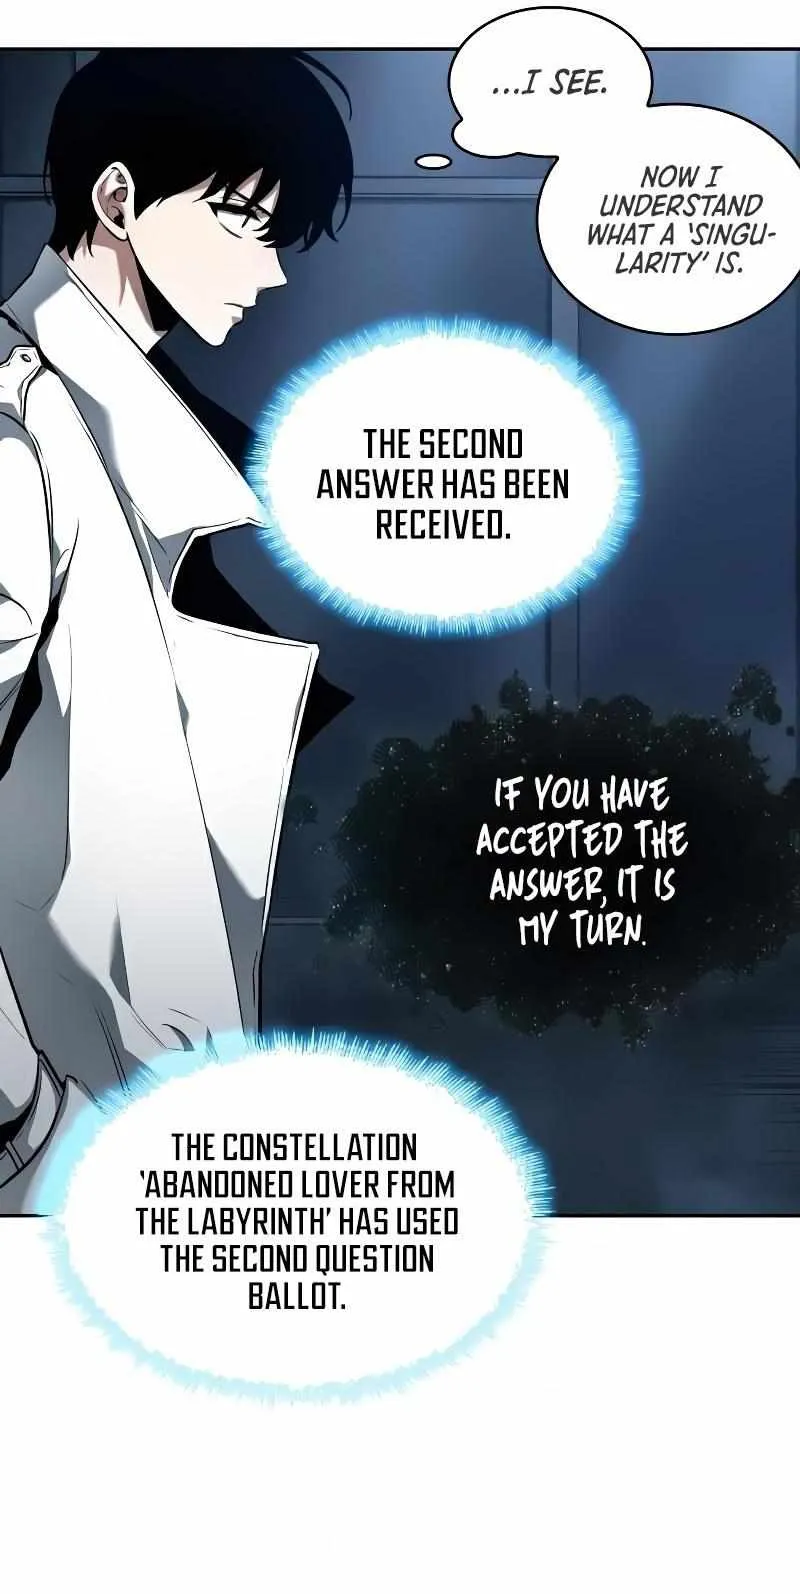 ...I SEE.
NOW I
UNDERSTAND
WHAT A 'SINGU-
LARITY' IS.
THE SECOND
ANSWER HAS BEEN
RECEIVED.
IF YOU HAVE
ACCEPTED THE
ANSWER, IT IS
MY TURN.
THE CONSTELLATION
'ABANDONED LOVER FROM
THE LABYRINTH' HAS USED
THE SECOND QUESTION
BALLOT.